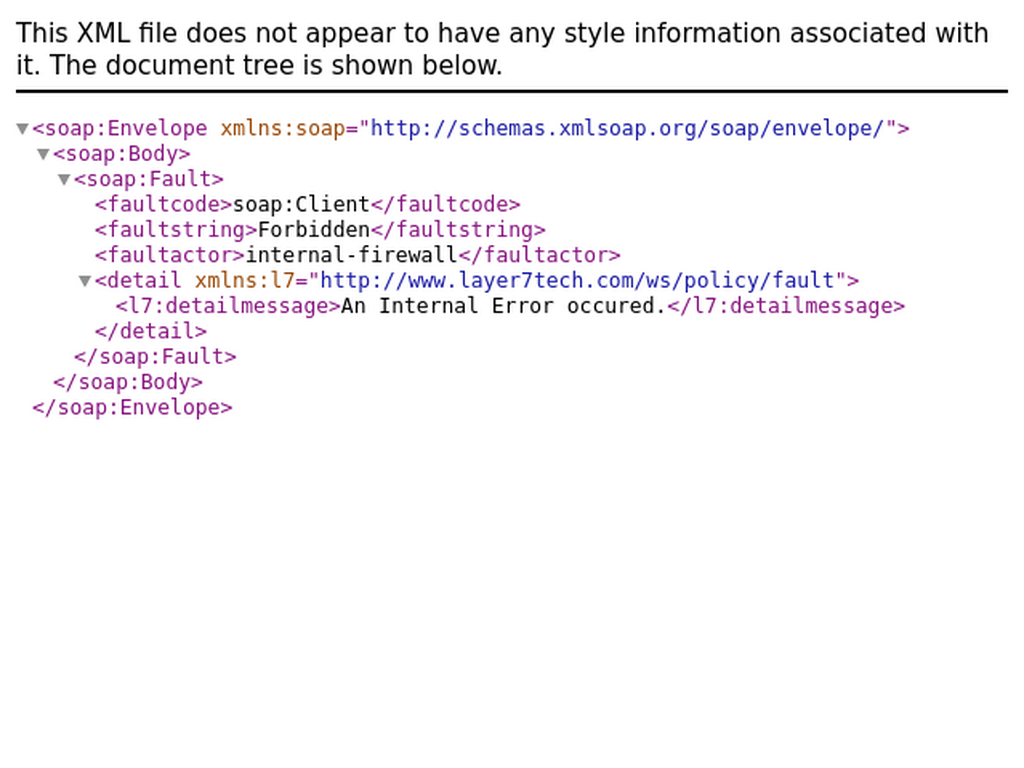 This XML file does not appear to have any style information associated with
it. The document tree is shown below.
▼<soap:Envelope xmlns:soap="http://schemas.xmlsoap.org/soap/envelope/">
▼<soap:Body>
▼<soap:Fault>
<faultcode>soap:Client</faultcode>
<faultstring>Forbidden</faultstring>
<faultactor>internal-firewall</faultactor>
▼<detail xmlns:l7="http://www.layer7tech.com/ws/policy/fault">
<l7:detailmessage>An Internal Error occured.</l7:detailmessage>
</detail>
</soap:Fault>
</soap:Body>
</soap:Envelope>